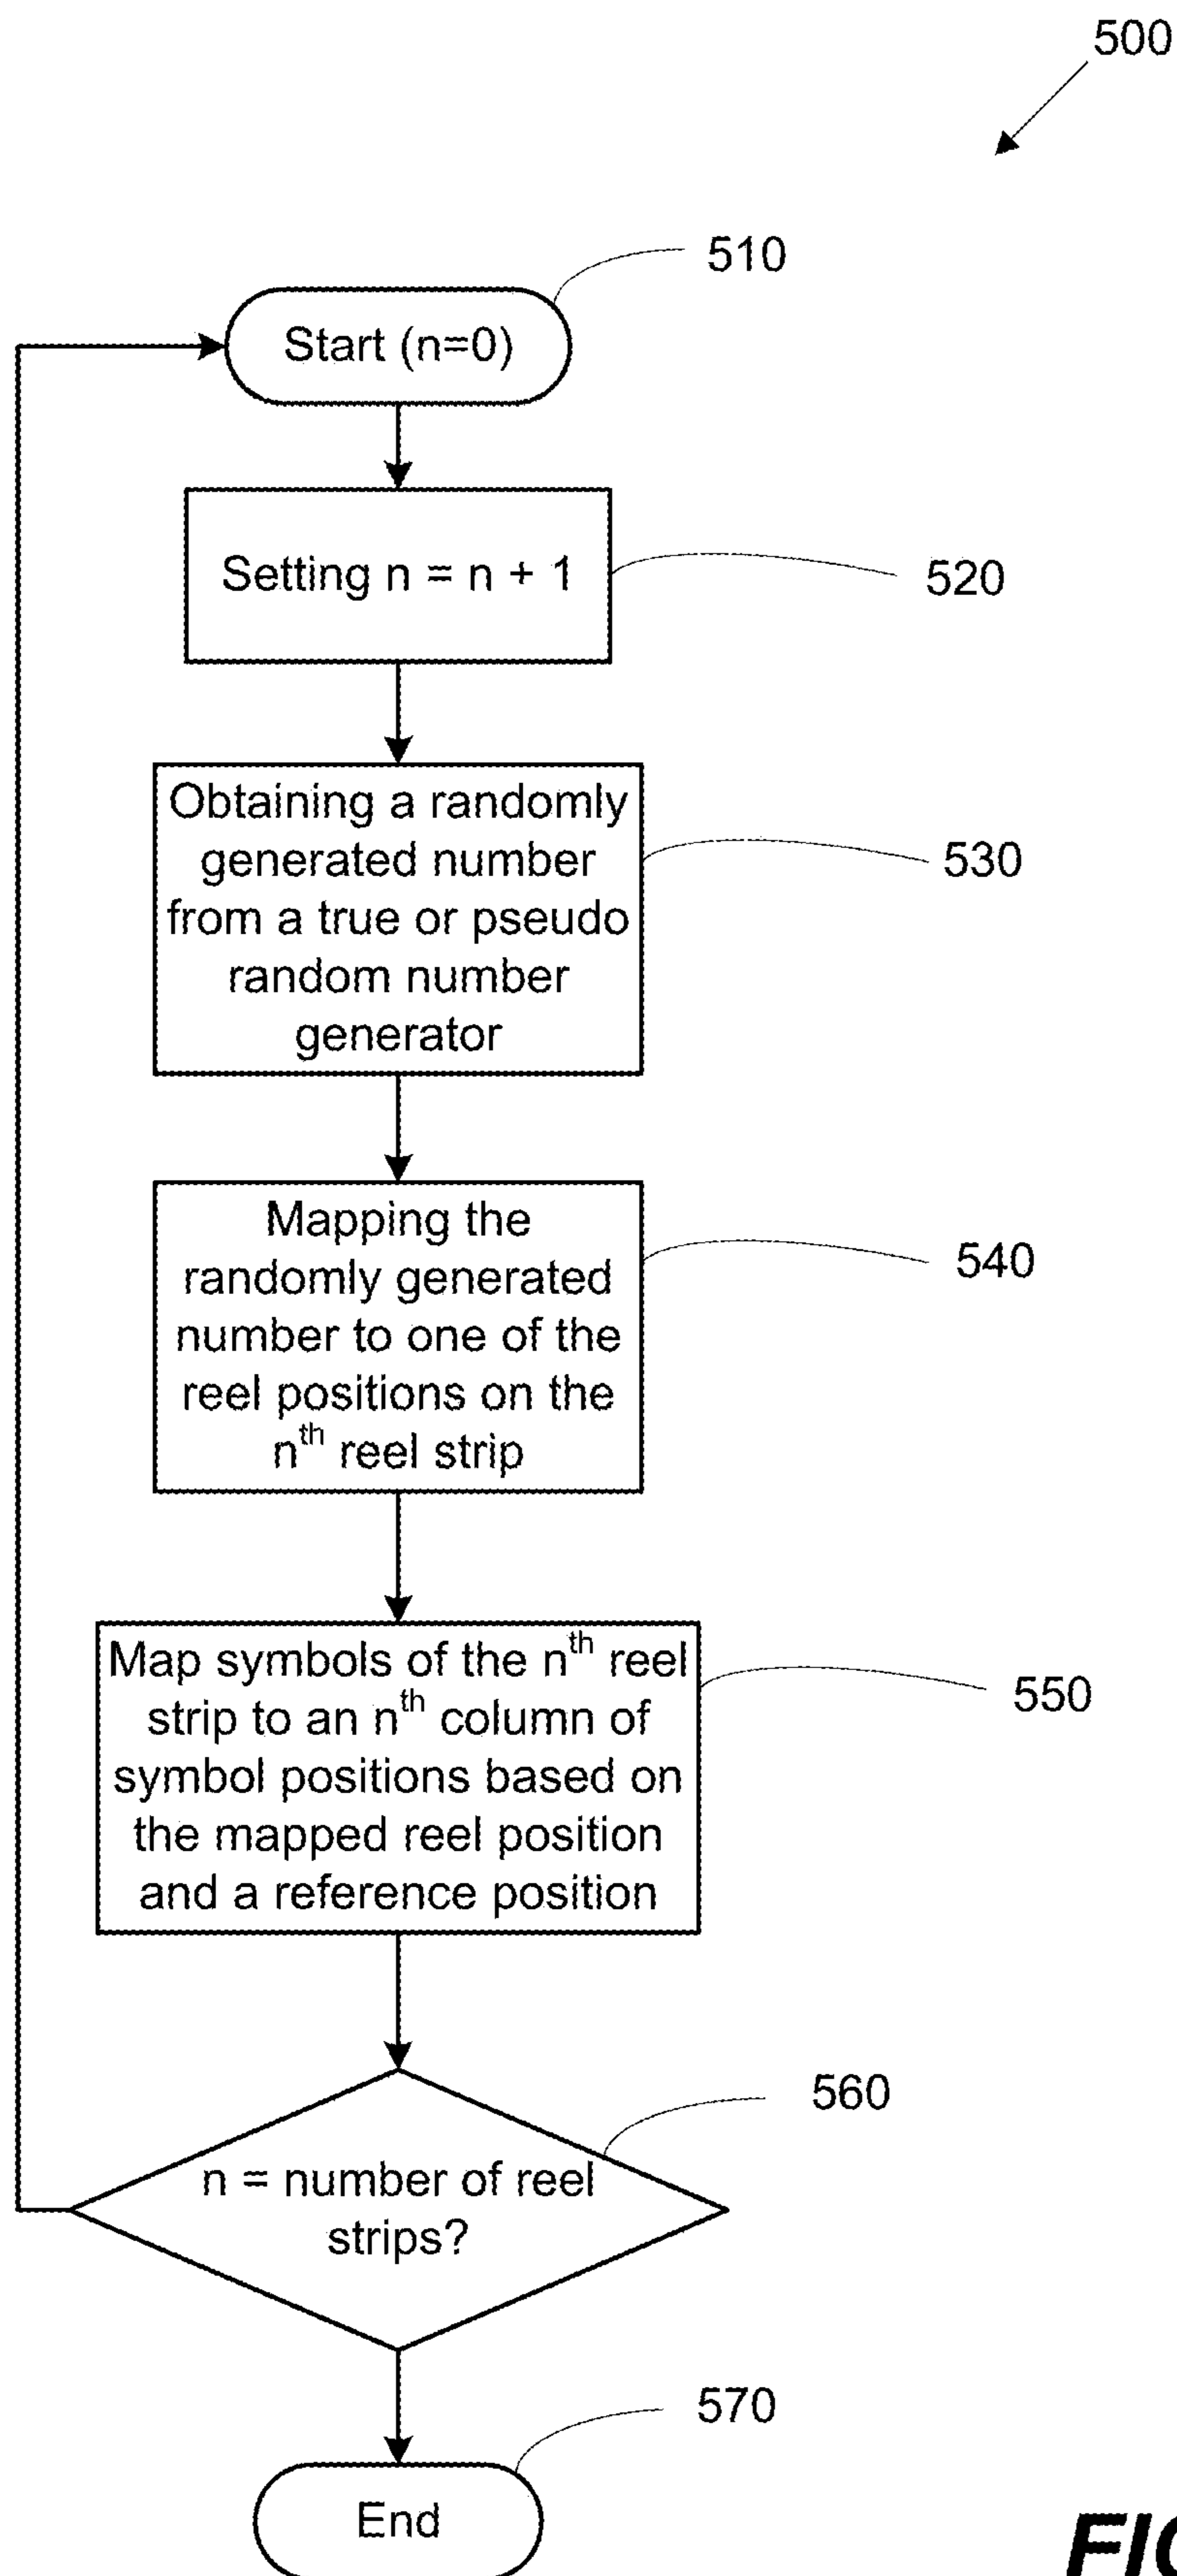 500
510
Start (n=0)
Setting n = n + 1
520
Obtaining a randomly
generated number
from a true or pseudo
random number
generator
530
Mapping the
randomly generated
number to one of the
reel positions on the
nth reel strip
540
Map symbols of the nth reel
strip to an nth column of
symbol positions based on
the mapped reel position
and a reference position
550
560
n = number of reel
strips?
570
End